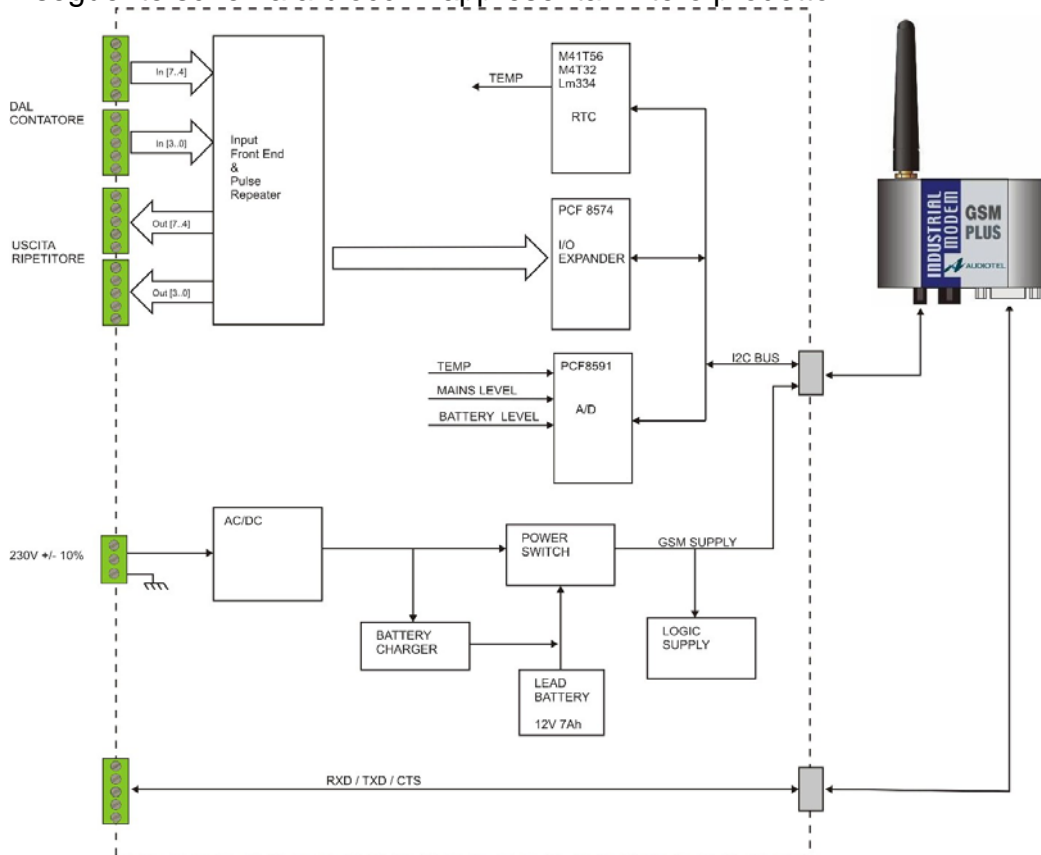 M41T56
M4T32
Lm334
RTC
TEMP
In [7..4]
DAL
CONTATORE
In [3..0]
Input
Front End
&
Pulse
Repeater
Out [7..4]
USCITA
RIPETITORE
Out [3..0]
PCF 8574
I/O
EXPANDER
INDUSTRIAL
MODEM
GSM
PLUS
AUDIOTEL
I2C BUS
TEMP
MAINS LEVEL
BATTERY LEVEL
PCF8591
A/D
230V +/- 10%
AC/DC
POWER
SWITCH
GSM SUPPLY
BATTERY
CHARGER
LOGIC
SUPPLY
LEAD
BATTERY
12V 7Ah
RXD / TXD / CTS